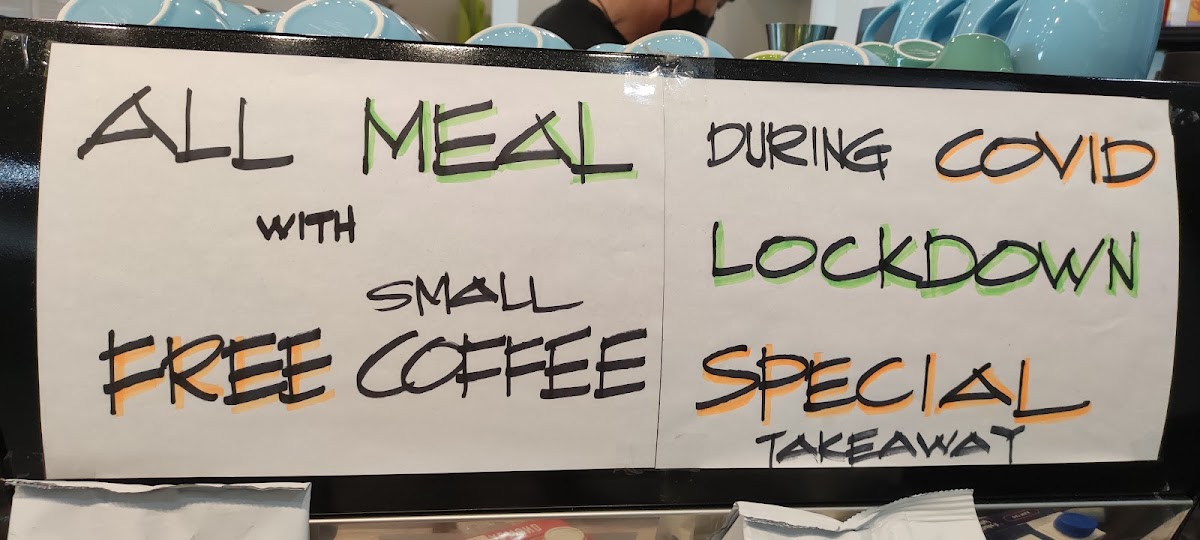 ALL MEAL
WITH
SMALL
FREE COFFEE
DURING COVID
LOCKDOWN
SPECIAL
TAKEAWAY